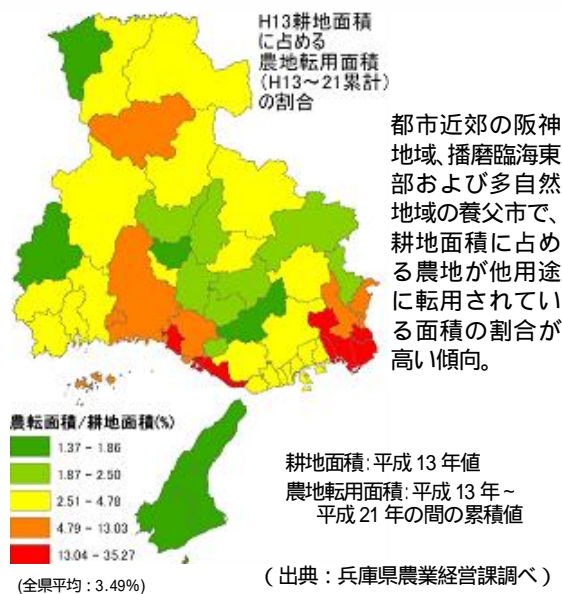 H13耕地面積
に占める
農地転用面積
(H13～21累計)
の割合
都市近郊の阪神
地域、播磨臨海東
部および多自然
地域の養父市で、
耕地面積に占め
る農地が他用途
に転用されてい
る面積の割合が
高い傾向。
農転面積/耕地面積(%)
1.37 - 1.86
1.87 - 2.50
2.51 - 4.78
4.79 - 13.03
13.04 - 35.27
(全県平均：3.49%)
耕地面積：平成 13 年値
農地転用面積：平成 13 年～
平成 21 年の間の累積値
（出典：兵庫県農業経営課調べ）